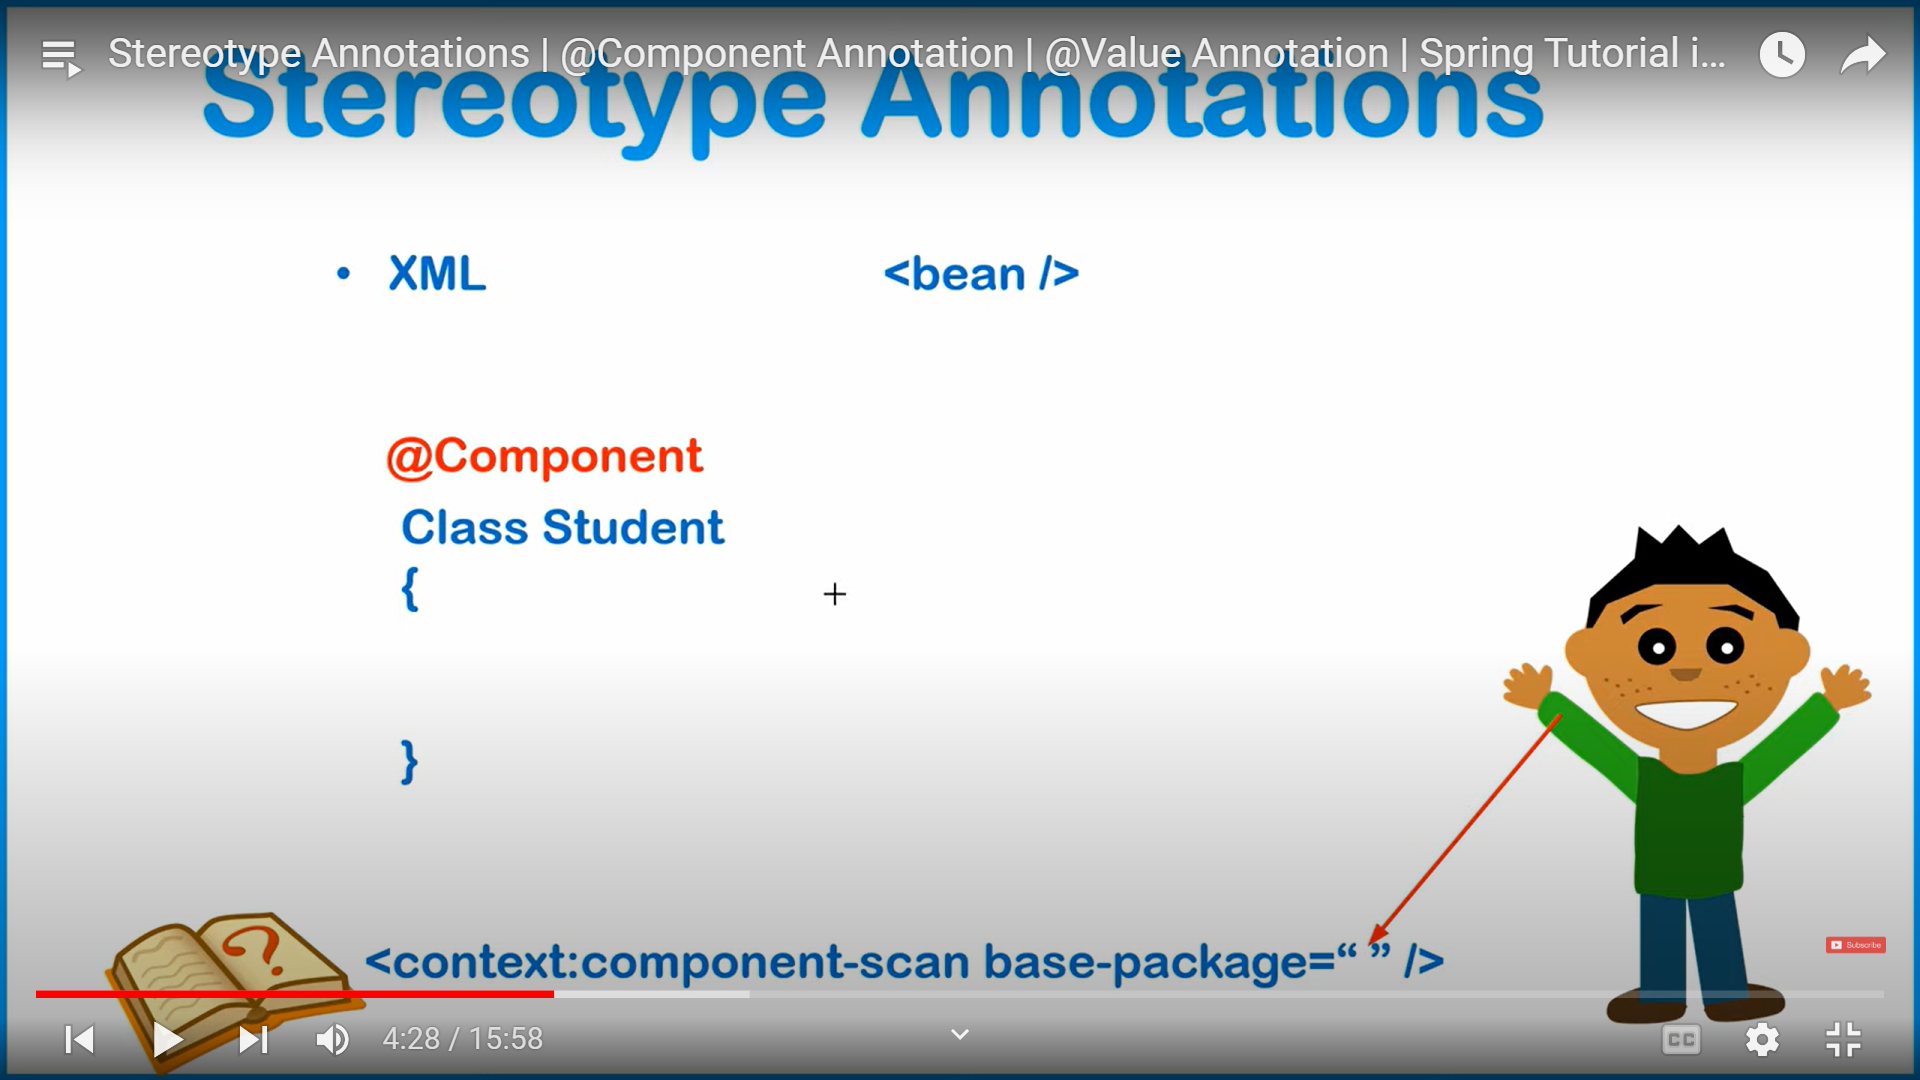 Stereotype Annotations | @Component Annotation | @Value Annotation | Spring Tutorial i...
Stereotype Annotations
• XML <bean />
@Component
Class Student
{
}
<context:component-scan base-package=“ ” />
Subscribe
4:28 / 15:58
CC